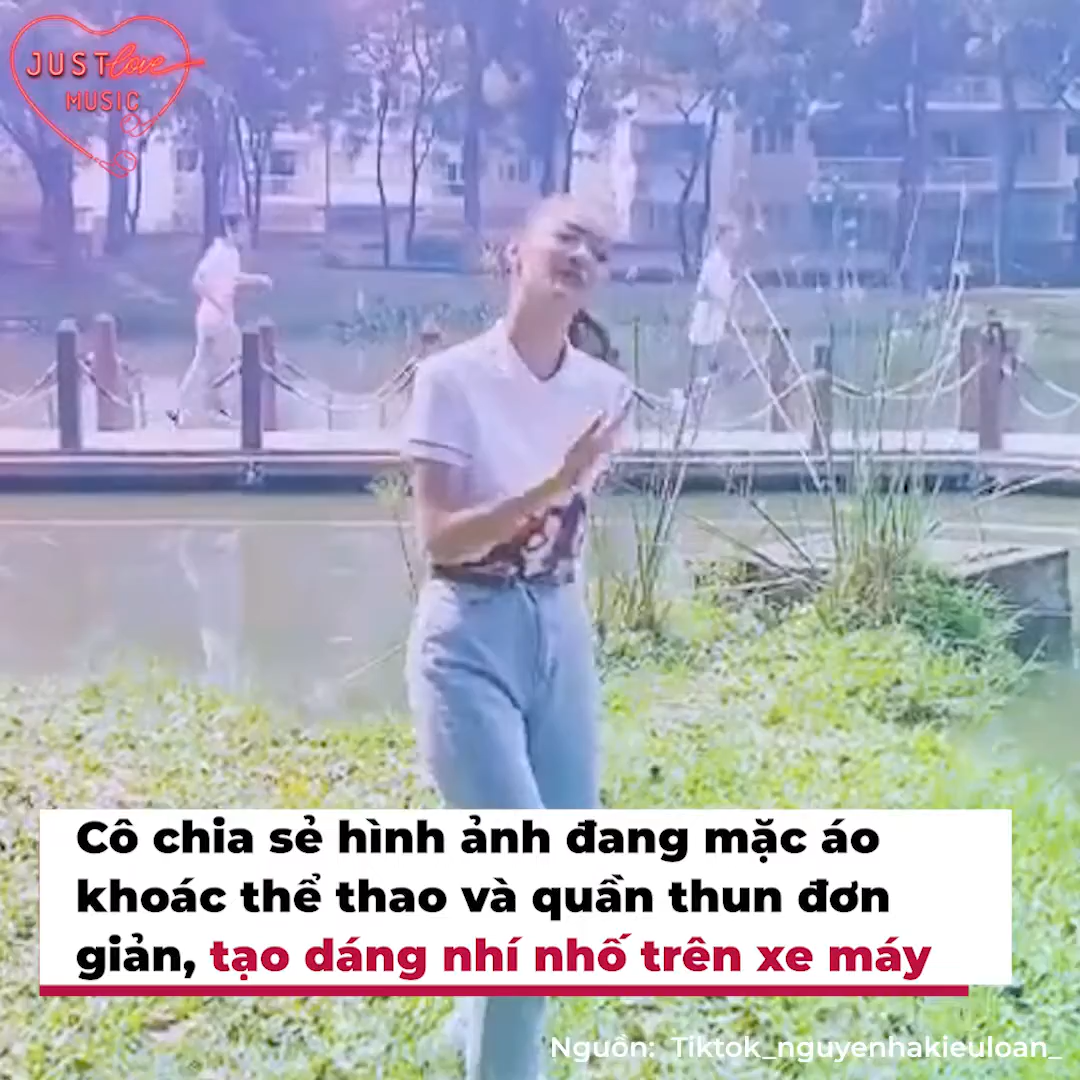 JUST love
MUSIC
Cô chia sẻ hình ảnh đang mặc áo
khoác thể thao và quần thun đơn
giản, tạo dáng nhí nhố trên xe máy
Nguồn: Tiktok_nguyenhakieuloan_